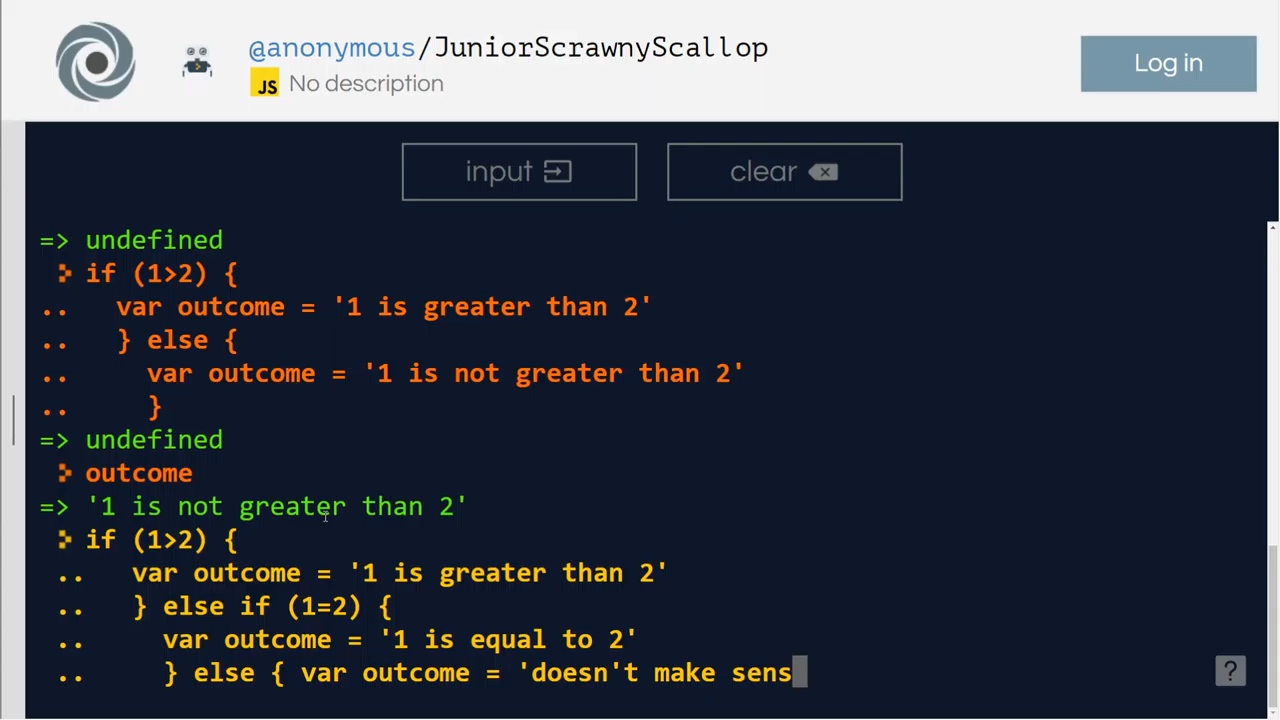 @anonymous/JuniorScrawnyScallop
JS No description
Log in
input
clear
=> undefined
if (1>2) {
.. var outcome = '1 is greater than 2'
.. } else {
.. var outcome = '1 is not greater than 2'
.. }
=> undefined
outcome
=> '1 is not greater than 2'
if (1>2) {
.. var outcome = '1 is greater than 2'
.. } else if (1=2) {
.. var outcome = '1 is equal to 2'
.. } else { var outcome = 'doesn't make sens
?